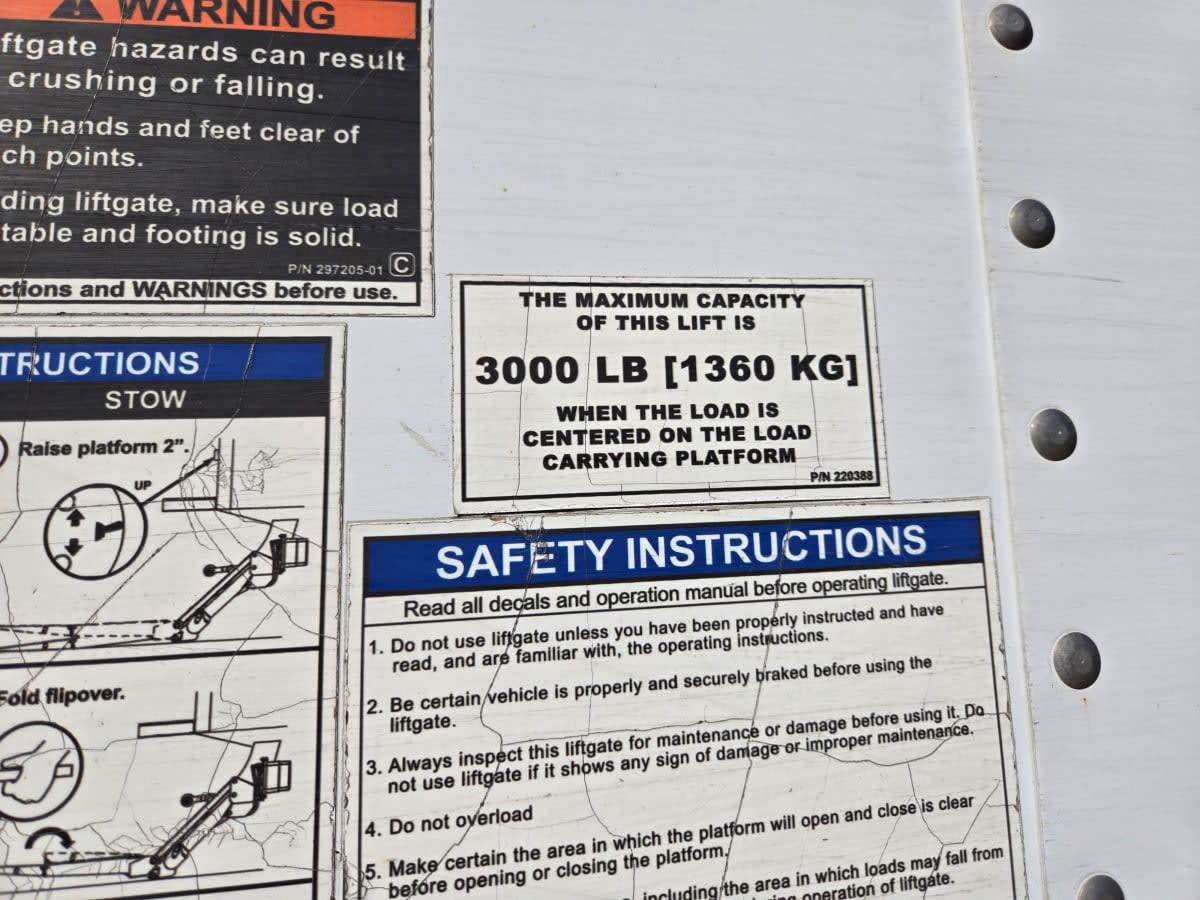 WARNING
ftgate hazards can result
crushing or falling.
ep hands and feet clear of
ch points.
ding liftgate, make sure load
table and footing is solid.
P/N 297205-01 C
ctions and WARNINGS before use.
THE MAXIMUM CAPACITY
OF THIS LIFT IS
3000 LB [1360 KG]
WHEN THE LOAD IS
CENTERED ON THE LOAD
CARRYING PLATFORM
P/N 220388
TRUCTIONS
STOW
Raise platform 2".
UP
Fold flipover.
SAFETY INSTRUCTIONS
Read all decals and operation manual before operating liftgate.
1. Do not use liftgate unless you have been properly instructed and have
read, and are familiar with, the operating instructions.
2. Be certain vehicle is properly and securely braked before using the
liftgate.
3. Always inspect this liftgate for maintenance or damage before using it. Do
not use liftgate if it shows any sign of damage or improper maintenance.
4. Do not overload
5. Make certain the area in which the platform will open and close is clear
before opening or closing the platform.
including the area in which loads may fall from
operation of liftgate.